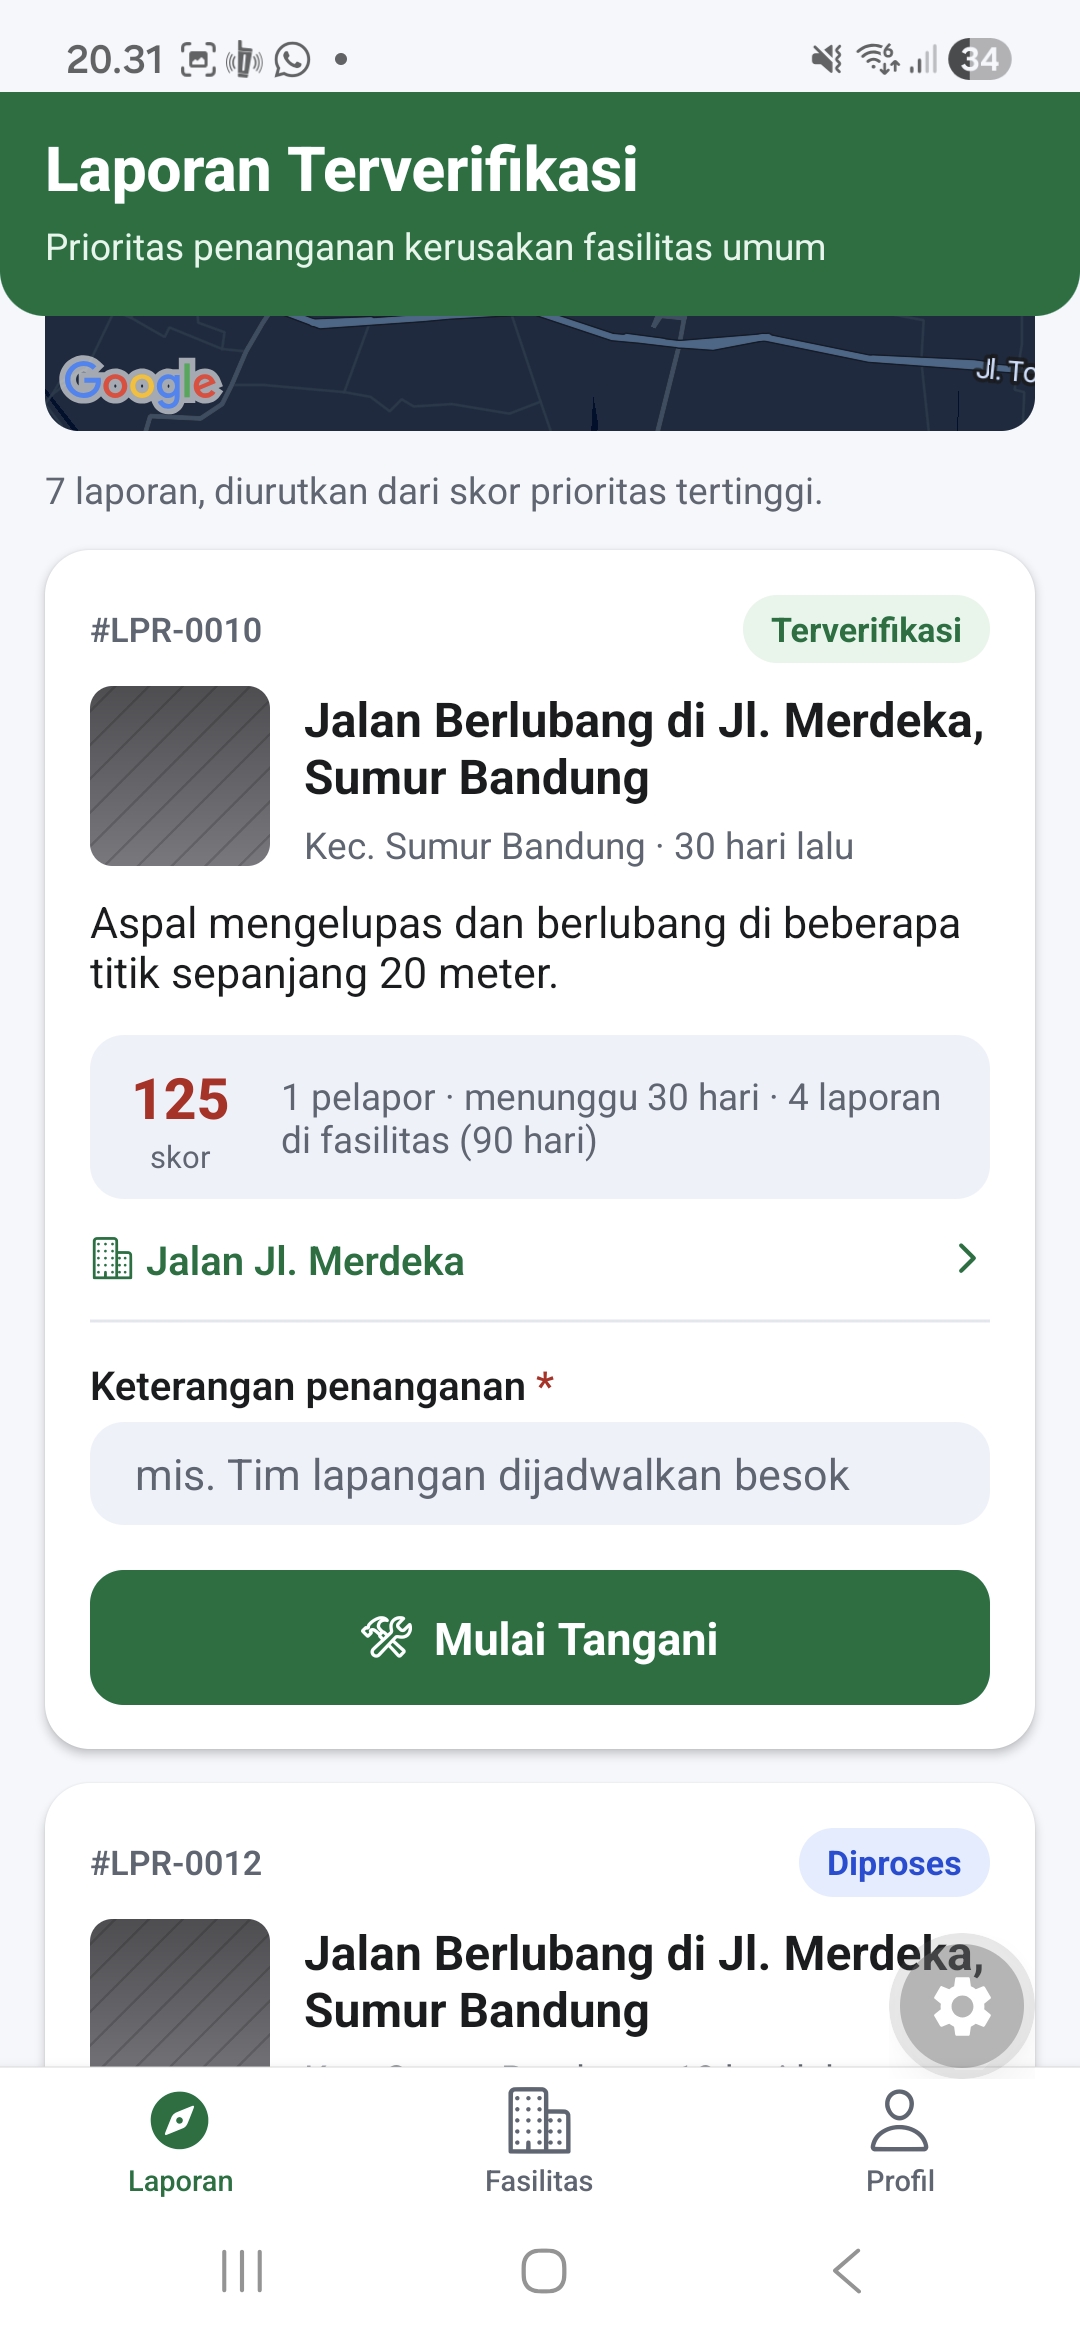 20.31
34
Laporan Terverifikasi
Prioritas penanganan kerusakan fasilitas umum
Google
Jl. To
7 laporan, diurutkan dari skor prioritas tertinggi.
#LPR-0010
Terverifikasi
Jalan Berlubang di Jl. Merdeka,
Sumur Bandung
Kec. Sumur Bandung · 30 hari lalu
Aspal mengelupas dan berlubang di beberapa
titik sepanjang 20 meter.
125
skor
1 pelapor · menunggu 30 hari · 4 laporan
di fasilitas (90 hari)
Jalan Jl. Merdeka
Keterangan penanganan *
mis. Tim lapangan dijadwalkan besok
Mulai Tangani
#LPR-0012
Diproses
Jalan Berlubang di Jl. Merdeka,
Sumur Bandung
Laporan
Fasilitas
Profil